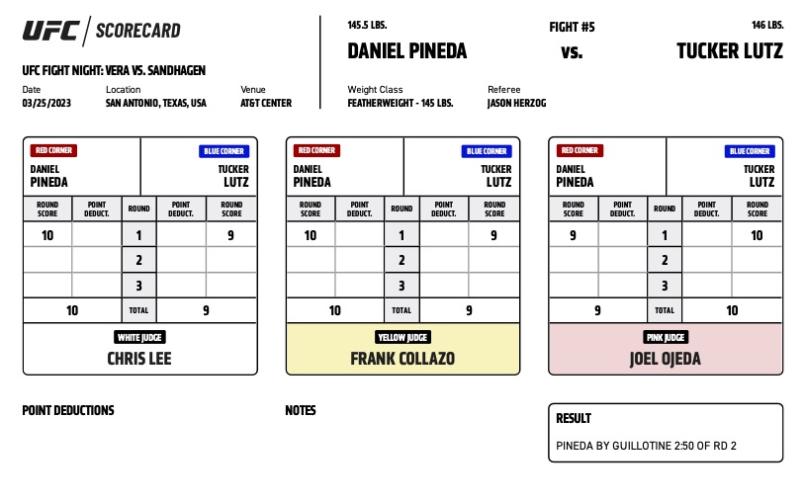 UFC SCORECARD
UFC FIGHT NIGHT: VERA VS. SANDHAGEN
Date Location Venue
03/25/2023 SAN ANTONIO, TEXAS, USA AT&T CENTER
145.5 LBS. FIGHT #5 146 LBS.
DANIEL PINEDA VS. TUCKER LUTZ
Weight Class Referee
FEATHERWEIGHT - 145 LBS. JASON HERZOG
RED CORNER BLUE CORNER
DANIEL TUCKER
PINEDA LUTZ
ROUND SCORE POINT DEDUCT. ROUND POINT DEDUCT. ROUND SCORE
10 1 9
2
3
10 TOTAL 9
WHITE JUDGE
CHRIS LEE
RED CORNER BLUE CORNER
DANIEL TUCKER
PINEDA LUTZ
ROUND SCORE POINT DEDUCT. ROUND POINT DEDUCT. ROUND SCORE
10 1 9
2
3
10 TOTAL 9
YELLOW JUDGE
FRANK COLLAZO
RED CORNER BLUE CORNER
DANIEL TUCKER
PINEDA LUTZ
ROUND SCORE POINT DEDUCT. ROUND POINT DEDUCT. ROUND SCORE
9 1 10
2
3
9 TOTAL 10
PINK JUDGE
JOEL OJEDA
POINT DEDUCTIONS
NOTES
RESULT
PINEDA BY GUILLOTINE 2:50 OF RD 2